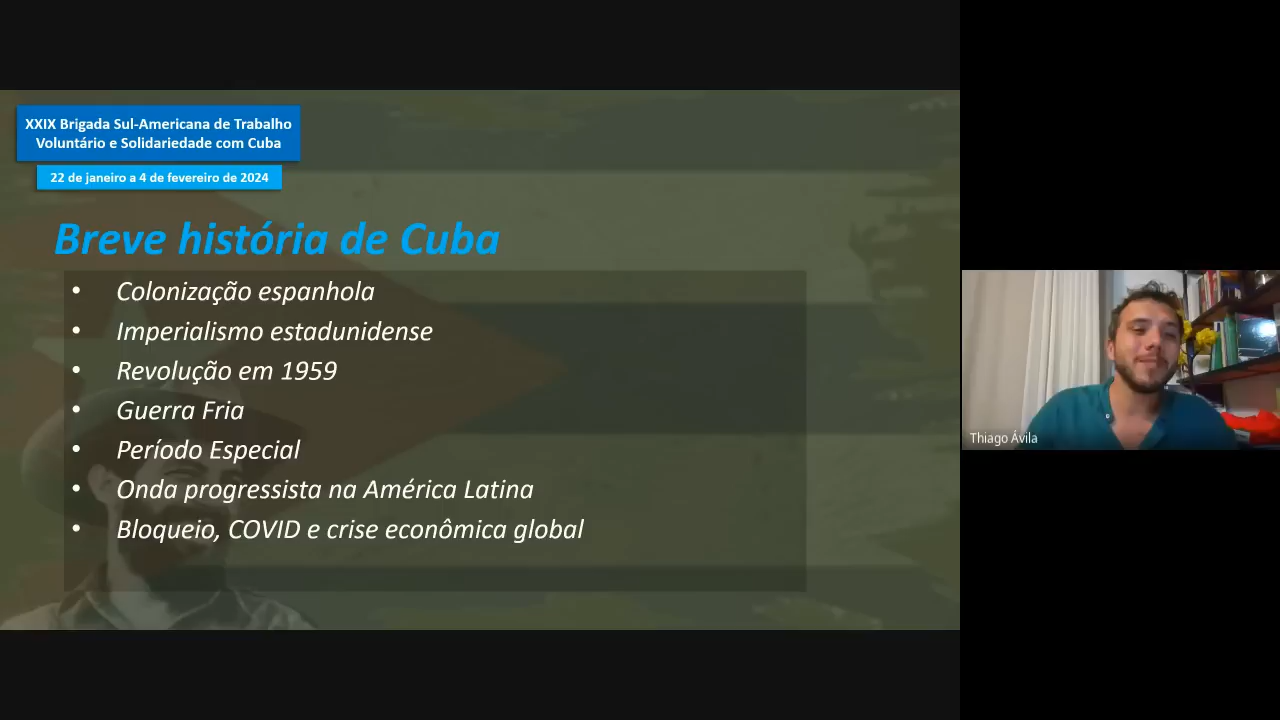 XXIX Brigada Sul-Americana de Trabalho
Voluntário e Solidariedade com Cuba
22 de janeiro a 4 de fevereiro de 2024
Breve história de Cuba
• Colonização espanhola
• Imperialismo estadunidense
• Revolução em 1959
• Guerra Fria
• Período Especial
• Onda progressista na América Latina
• Bloqueio, COVID e crise econômica global
Thiago Ávila